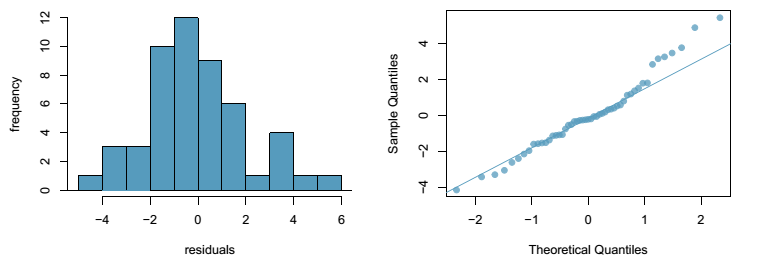 frequency
12
10
8
6
4
2
0
−4 −2 0 2 4 6
residuals
Sample Quantiles
4
2
0
−2
−4
−2 −1 0 1 2
Theoretical Quantiles